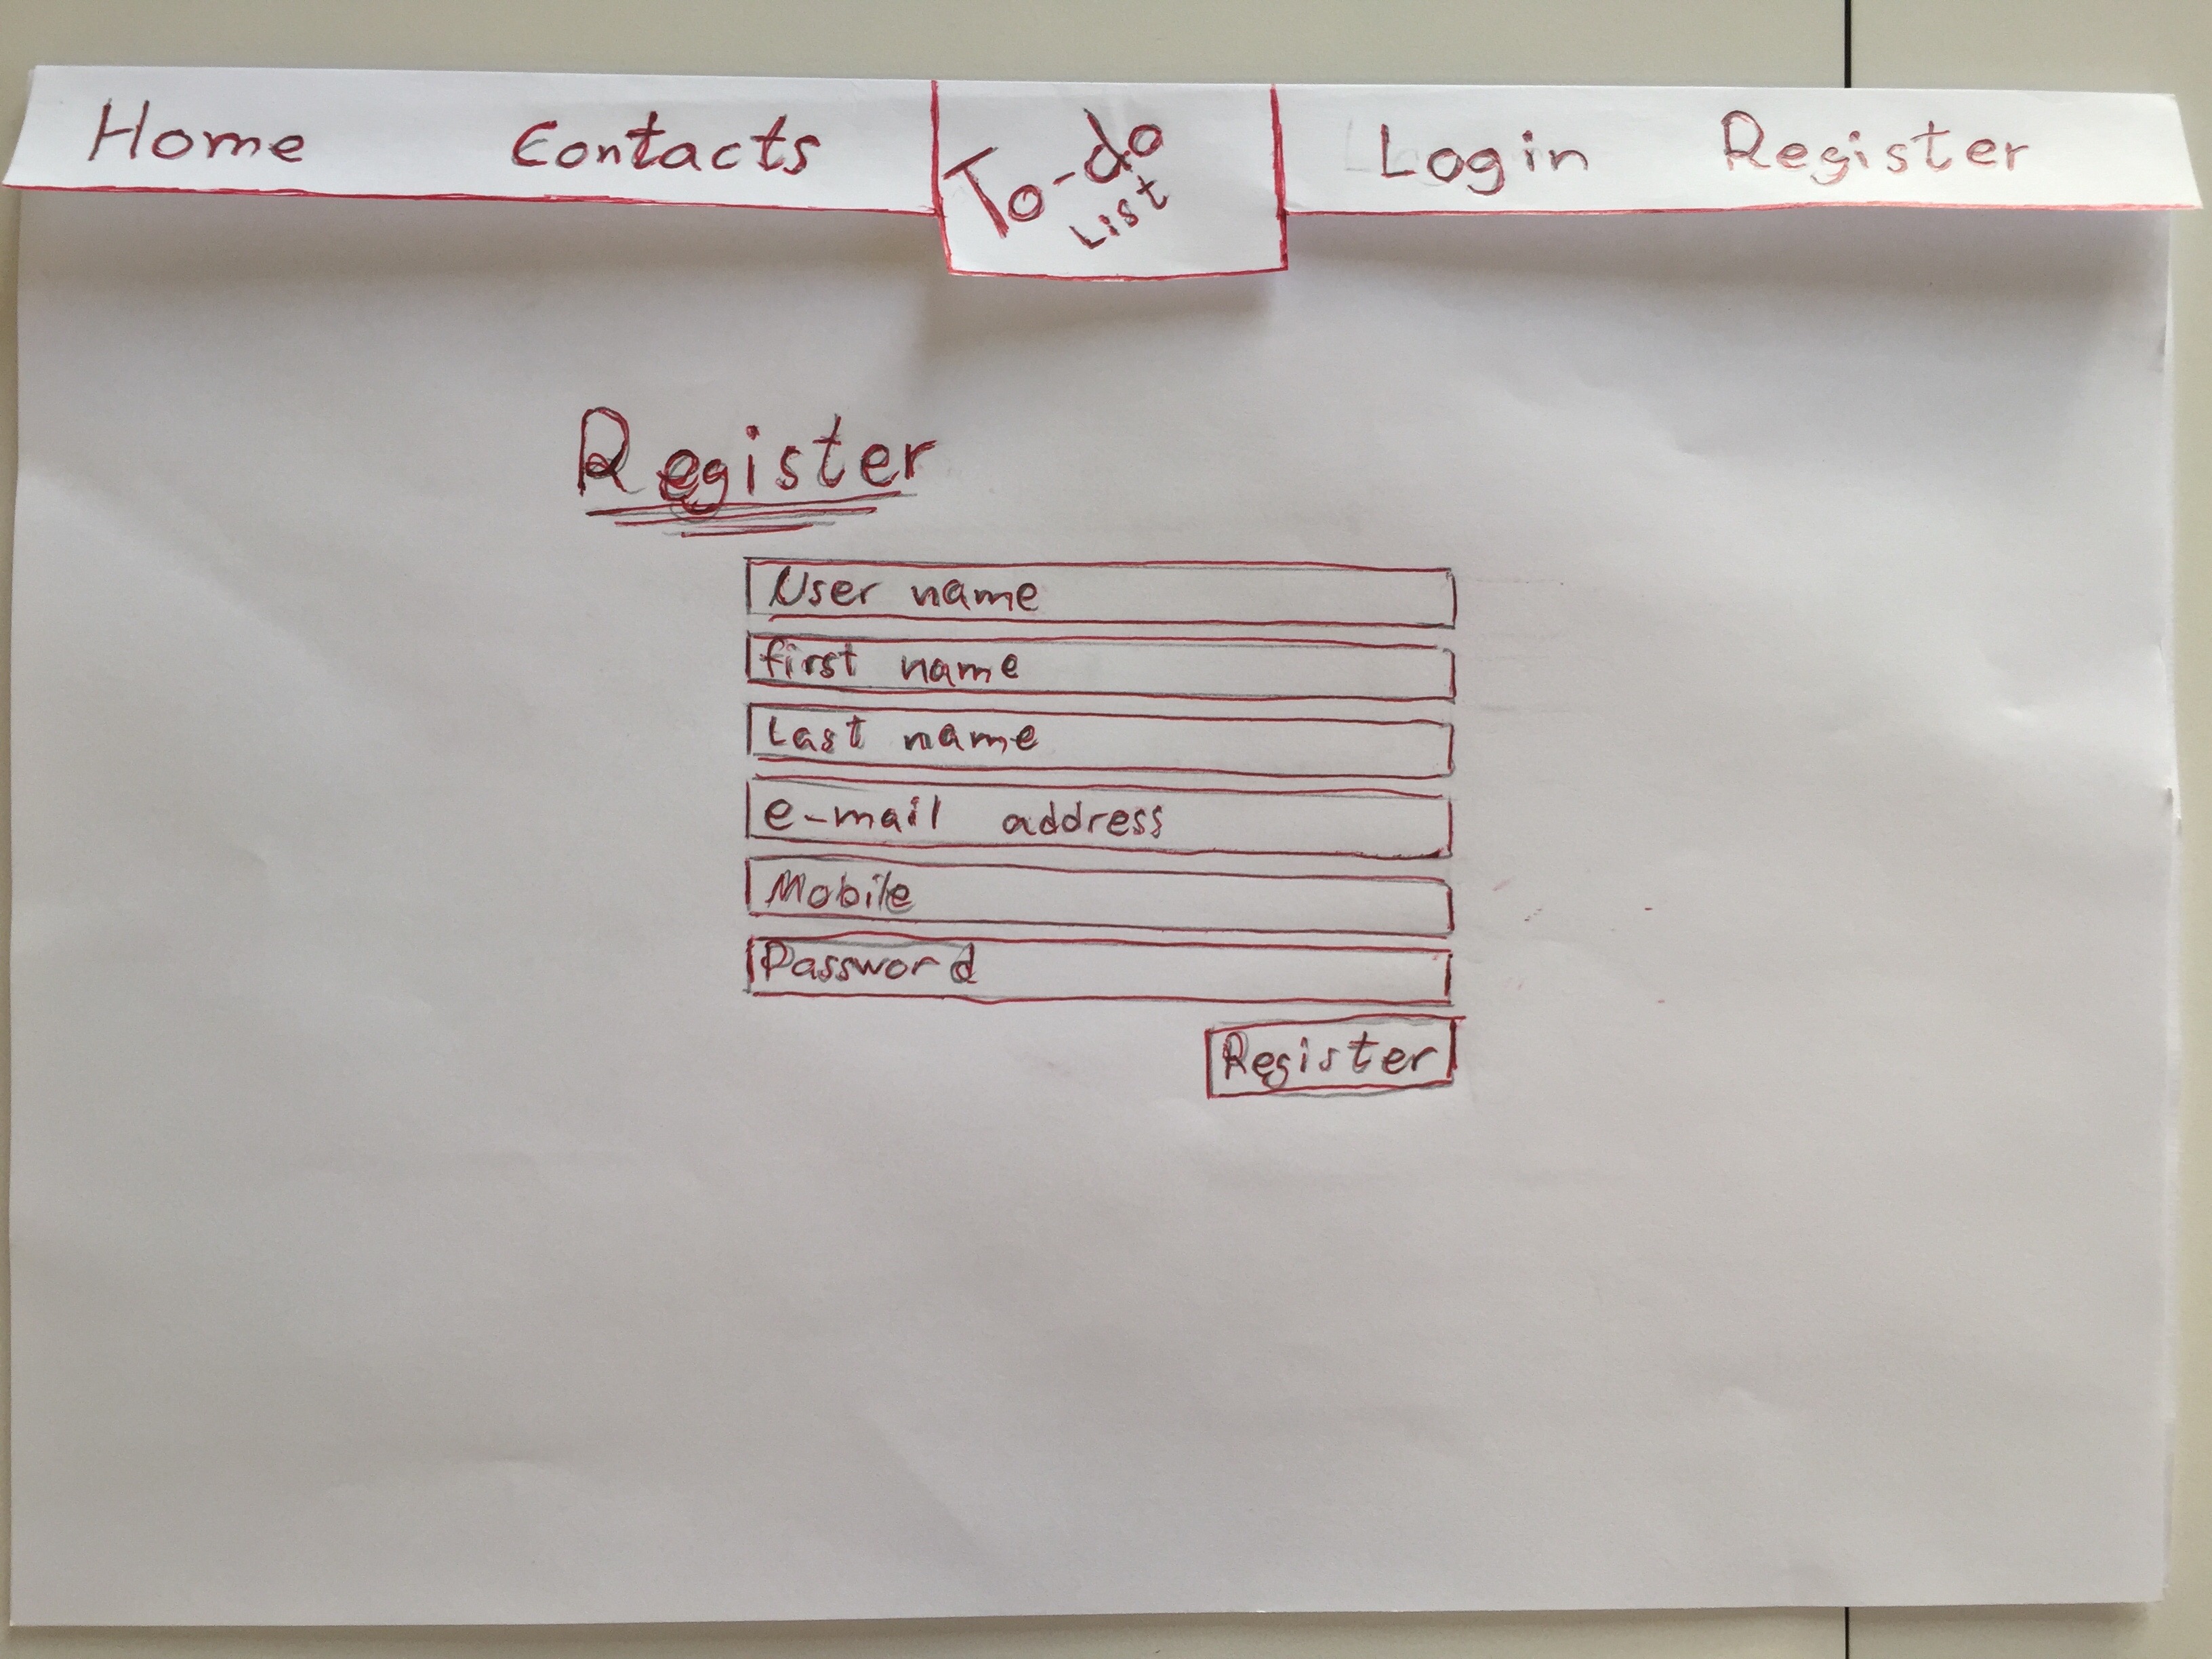 Home Contacts To-do List Login Register
Register
User name
first name
Last name
e-mail address
Mobile
Password
Register